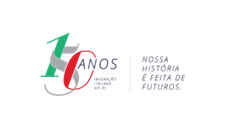 150 ANOS
IMIGRAÇÃO
ITALIANA
NO RS
NOSSA
HISTÓRIA
É FEITA DE
FUTUROS.